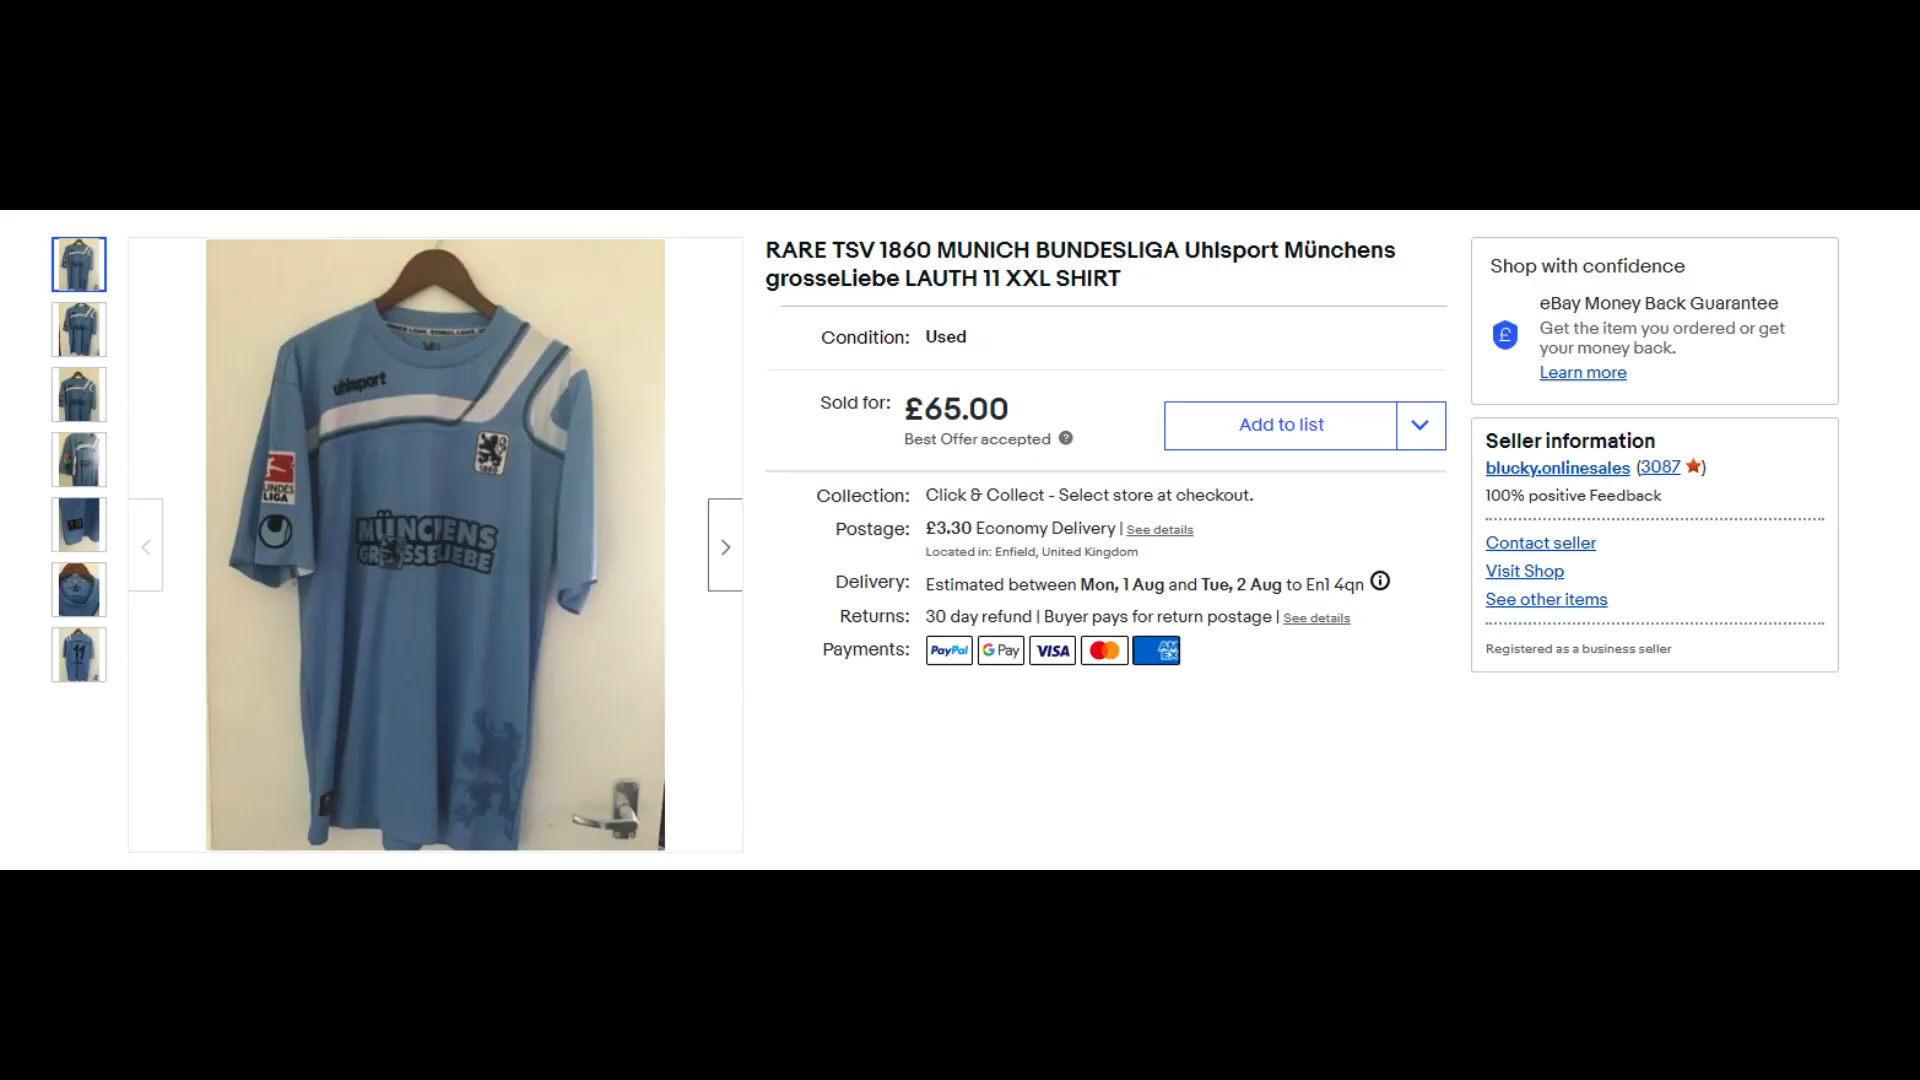 RARE TSV 1860 MUNICH BUNDESLIGA Uhlsport Münchens
grosseLiebe LAUTH 11 XXL SHIRT
Condition: Used
Sold for: £65.00
Best Offer accepted
Add to list
Collection: Click & Collect - Select store at checkout.
Postage: £3.30 Economy Delivery | See details
Located in: Enfield, United Kingdom
Delivery: Estimated between Mon, 1 Aug and Tue, 2 Aug to En1 4qn
Returns: 30 day refund | Buyer pays for return postage | See details
Payments: PayPal G Pay VISA AMEX
Shop with confidence
eBay Money Back Guarantee
Get the item you ordered or get
your money back.
Learn more
Seller information
blucky.onlinesales (3087)
100% positive Feedback
Contact seller
Visit Shop
See other items
Registered as a business seller
uhlsport
1860
BUNDES
LIGA
MÜNCHENS
GROSSE LIEBE
11